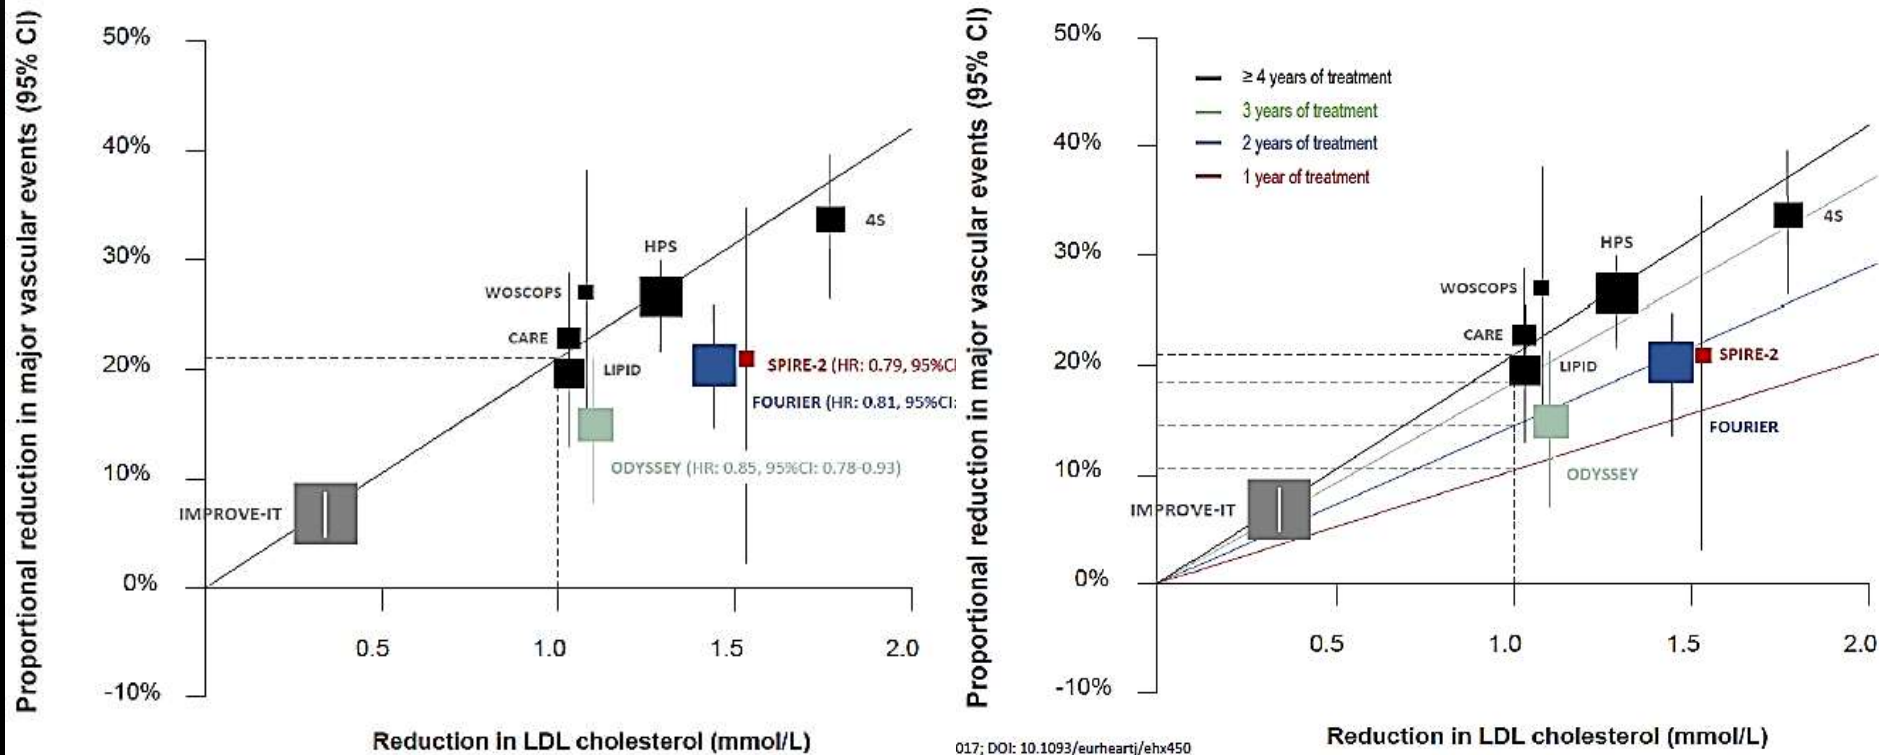 Proportional reduction in major vascular events (95% CI)
50%
40%
30%
20%
10%
0%
-10%
HPS
4S
WOSCOPS
CARE
LIPID
SPIRE-2 (HR: 0.79, 95%CI
FOURIER (HR: 0.81, 95%CI:
ODYSSEY (HR: 0.85, 95%CI: 0.78-0.93)
IMPROVE-IT
0.5
1.0
1.5
2.0
Reduction in LDL cholesterol (mmol/L)
Proportional reduction in major vascular events (95% CI)
50%
40%
30%
20%
10%
0%
-10%
≥ 4 years of treatment
3 years of treatment
2 years of treatment
1 year of treatment
HPS
4S
WOSCOPS
CARE
LIPID
SPIRE-2
FOURIER
ODYSSEY
IMPROVE-IT
0.5
1.0
1.5
2.0
Reduction in LDL cholesterol (mmol/L)
017; DOI: 10.1093/eurheartj/ehx450